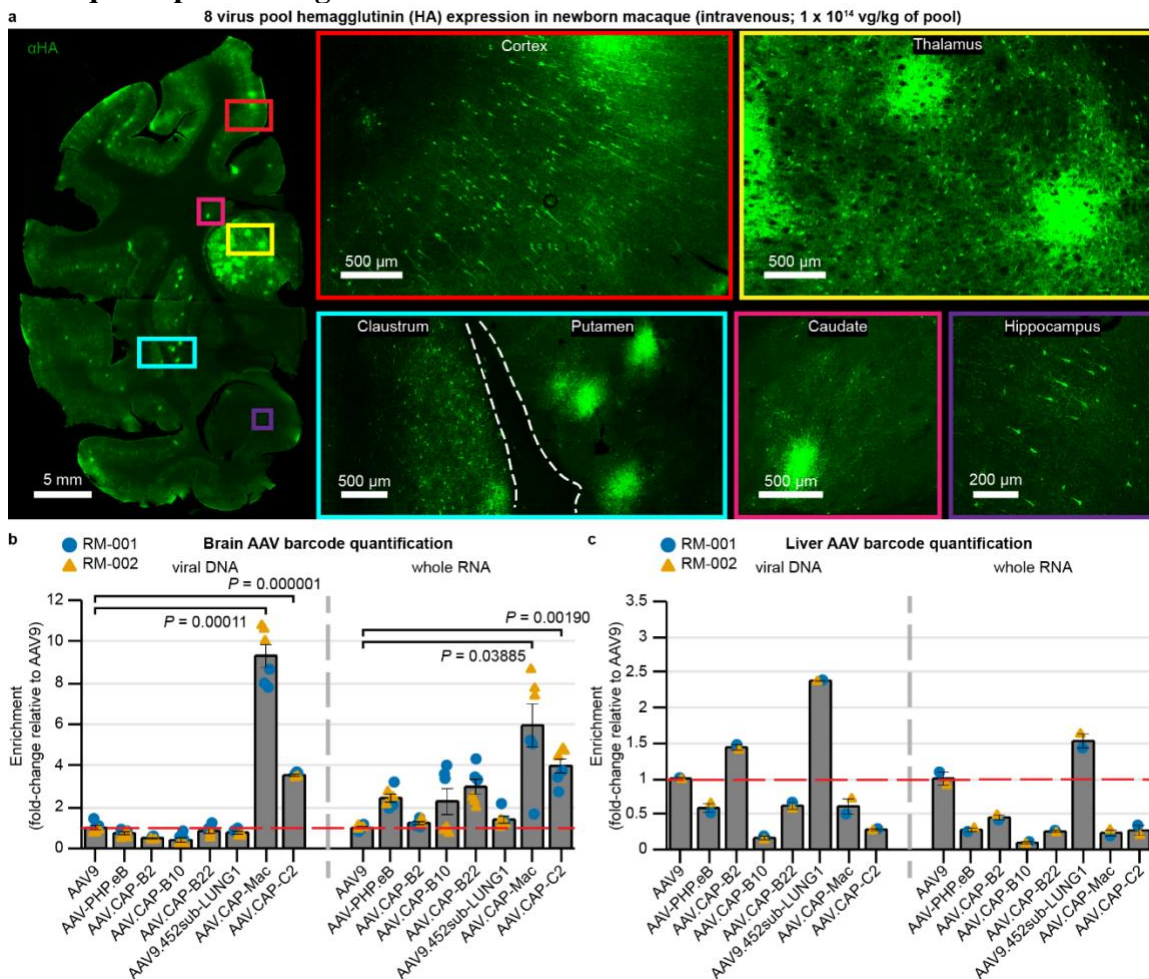 a 8 virus pool hemagglutinin (HA) expression in newborn macaque (intravenous; 1 x 10¹⁴ vg/kg of pool)
αHA
Cortex
Thalamus
500 µm
500 µm
Claustrum
Putamen
Caudate
Hippocampus
5 mm
500 µm
500 µm
200 µm
b
RM-001
RM-002
Brain AAV barcode quantification
viral DNA
whole RNA
P = 0.000001
P = 0.00011
P = 0.00190
P = 0.03885
Enrichment
(fold-change relative to AAV9)
10
8
6
4
2
0
AAV9
AAV-PHP.eB
AAV.CAP-B2
AAV.CAP-B10
AAV.CAP-B22
AAV9.452sub-LUNG1
AAV.CAP-Mac
AAV.CAP-C2
AAV9
AAV-PHP.eB
AAV.CAP-B2
AAV.CAP-B10
AAV.CAP-B22
AAV9.452sub-LUNG1
AAV.CAP-Mac
AAV.CAP-C2
c
RM-001
RM-002
Liver AAV barcode quantification
viral DNA
whole RNA
Enrichment
(fold-change relative to AAV9)
3.5
3
2.5
2
1.5
1
0.5
0
AAV9
AAV-PHP.eB
AAV.CAP-B2
AAV.CAP-B10
AAV.CAP-B22
AAV9.452sub-LUNG1
AAV.CAP-Mac
AAV.CAP-C2
AAV9
AAV-PHP.eB
AAV.CAP-B2
AAV.CAP-B10
AAV.CAP-B22
AAV9.452sub-LUNG1
AAV.CAP-Mac
AAV.CAP-C2